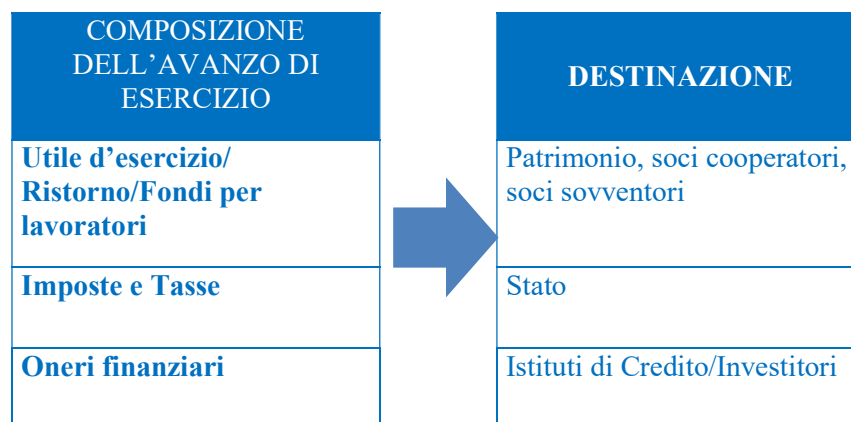 COMPOSIZIONE
DELL’AVANZO DI
ESERCIZIO
DESTINAZIONE
Utile d’esercizio/
Ristorno/Fondi per
lavoratori
Patrimonio, soci cooperatori,
soci sovventori
Imposte e Tasse
Stato
Oneri finanziari
Istituti di Credito/Investitori